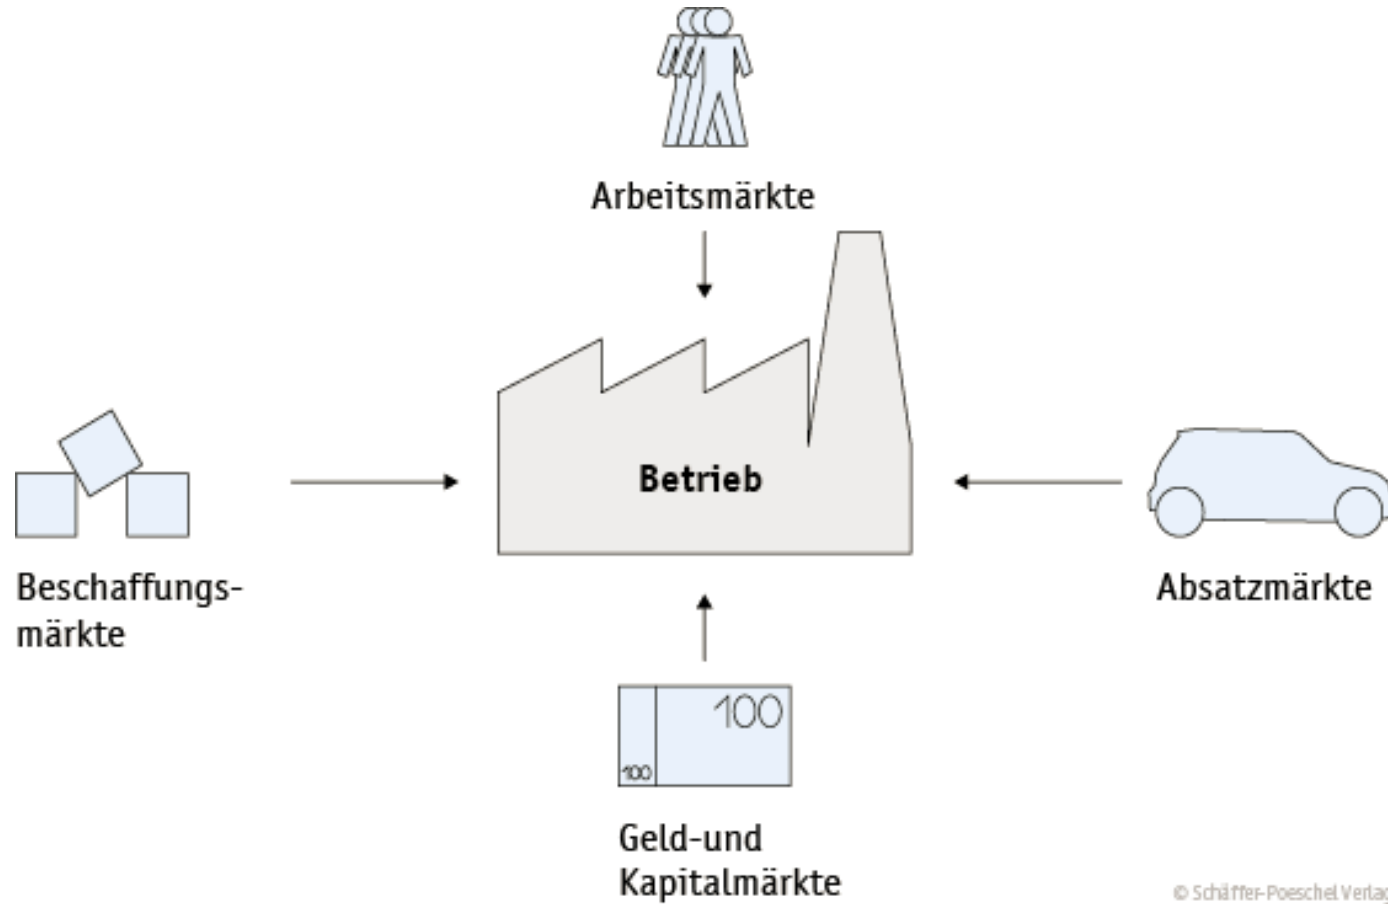 Arbeitsmärkte
Betrieb
Beschaffungs-
märkte
Absatzmärkte
100
100
Geld-und
Kapitalmärkte
© Schäffer-Poeschel Verlag